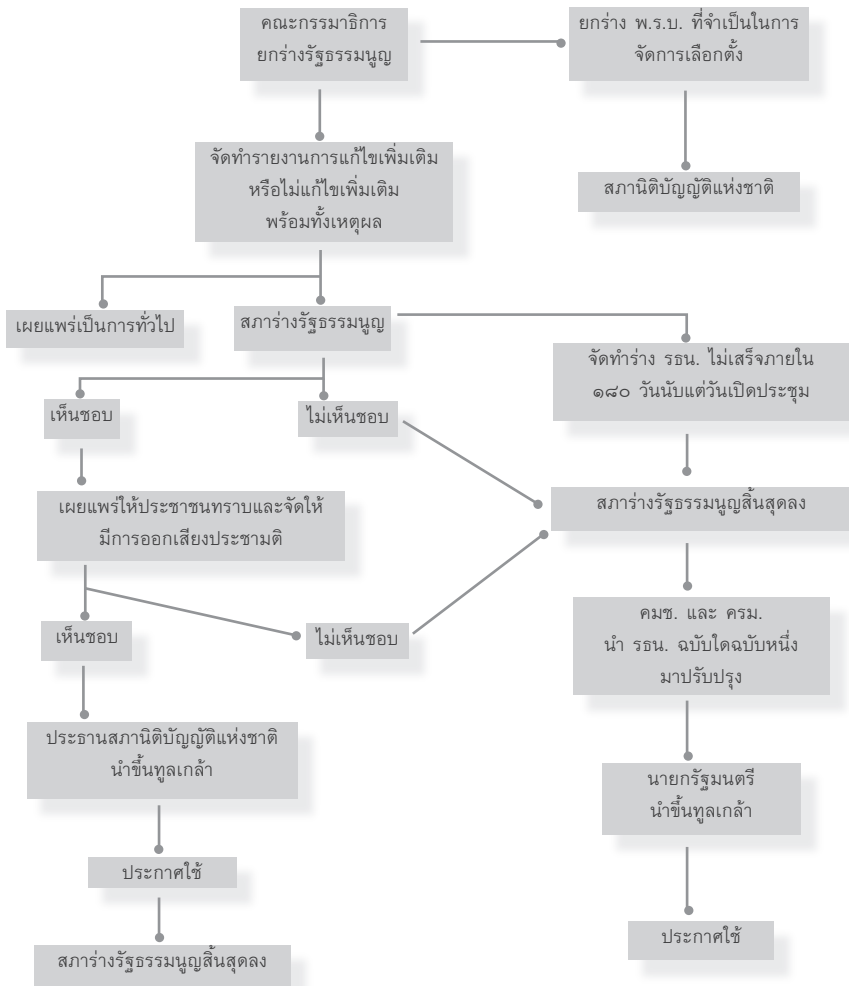 คณะกรรมาธิการ
ยกร่างรัฐธรรมนูญ
ยกร่าง พ.ร.บ. ที่จำเป็นในการ
จัดการเลือกตั้ง
จัดทำรายงานการแก้ไขเพิ่มเติม
หรือไม่แก้ไขเพิ่มเติม
พร้อมทั้งเหตุผล
สภานิติบัญญัติแห่งชาติ
เผยแพร่เป็นการทั่วไป
สภาร่างรัฐธรรมนูญ
จัดทำร่าง รธน. ไม่เสร็จภายใน
๑๘๐ วันนับแต่วันเปิดประชุม
เห็นชอบ
ไม่เห็นชอบ
เผยแพร่ให้ประชาชนทราบและจัดให้
มีการออกเสียงประชามติ
สภาร่างรัฐธรรมนูญสิ้นสุดลง
เห็นชอบ
ไม่เห็นชอบ
คมช. และ ครม.
นำ รธน. ฉบับใดฉบับหนึ่ง
มาปรับปรุง
ประธานสภานิติบัญญัติแห่งชาติ
นำขึ้นทูลเกล้า
นายกรัฐมนตรี
นำขึ้นทูลเกล้า
ประกาศใช้
ประกาศใช้
สภาร่างรัฐธรรมนูญสิ้นสุดลง